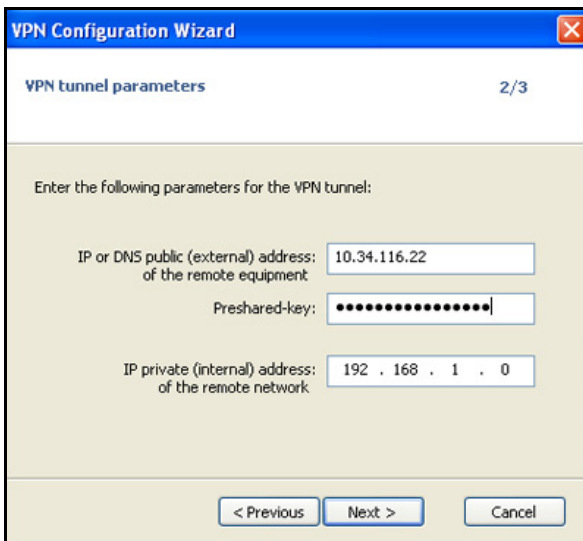 VPN Configuration Wizard
VPN tunnel parameters 2/3
Enter the following parameters for the VPN tunnel:
IP or DNS public (external) address: 10.34.116.22
of the remote equipment
Preshared-key: ●●●●●●●●●●●●●●●●
IP private (internal) address: 192 . 168 . 1 . 0
of the remote network
< Previous Next > Cancel